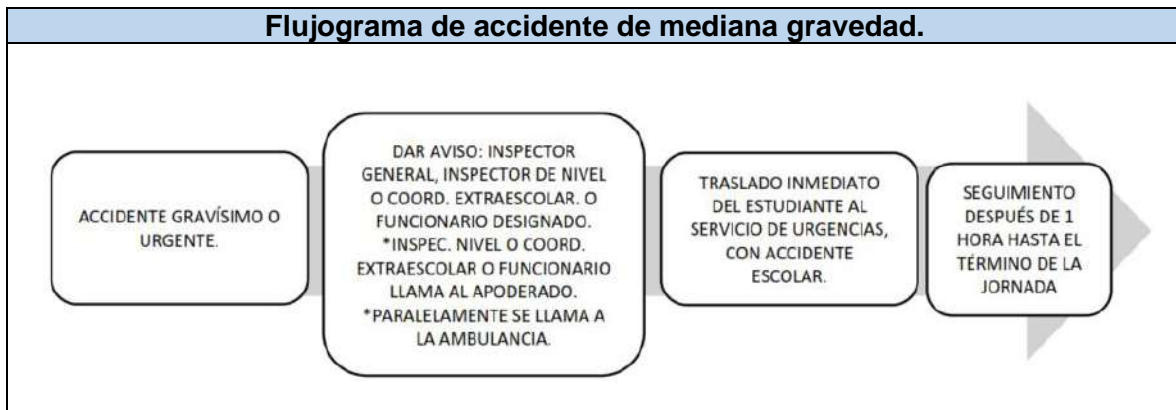 Flujograma de accidente de mediana gravedad.
ACCIDENTE GRAVÍSIMO O
URGENTE.
DAR AVISO: INSPECTOR
GENERAL, INSPECTOR DE NIVEL
O COORD. EXTRAESCOLAR. O
FUNCIONARIO DESIGNADO.
*INSPEC. NIVEL O COORD.
EXTRAESCOLAR O FUNCIONARIO
LLAMA AL APODERADO.
*PARALELAMENTE SE LLAMA A
LA AMBULANCIA.
TRASLADO INMEDIATO
DEL ESTUDIANTE AL
SERVICIO DE URGENCIAS,
CON ACCIDENTE
ESCOLAR.
SEGUIMIENTO
DESPUÉS DE 1
HORA HASTA EL
TÉRMINO DE LA
JORNADA